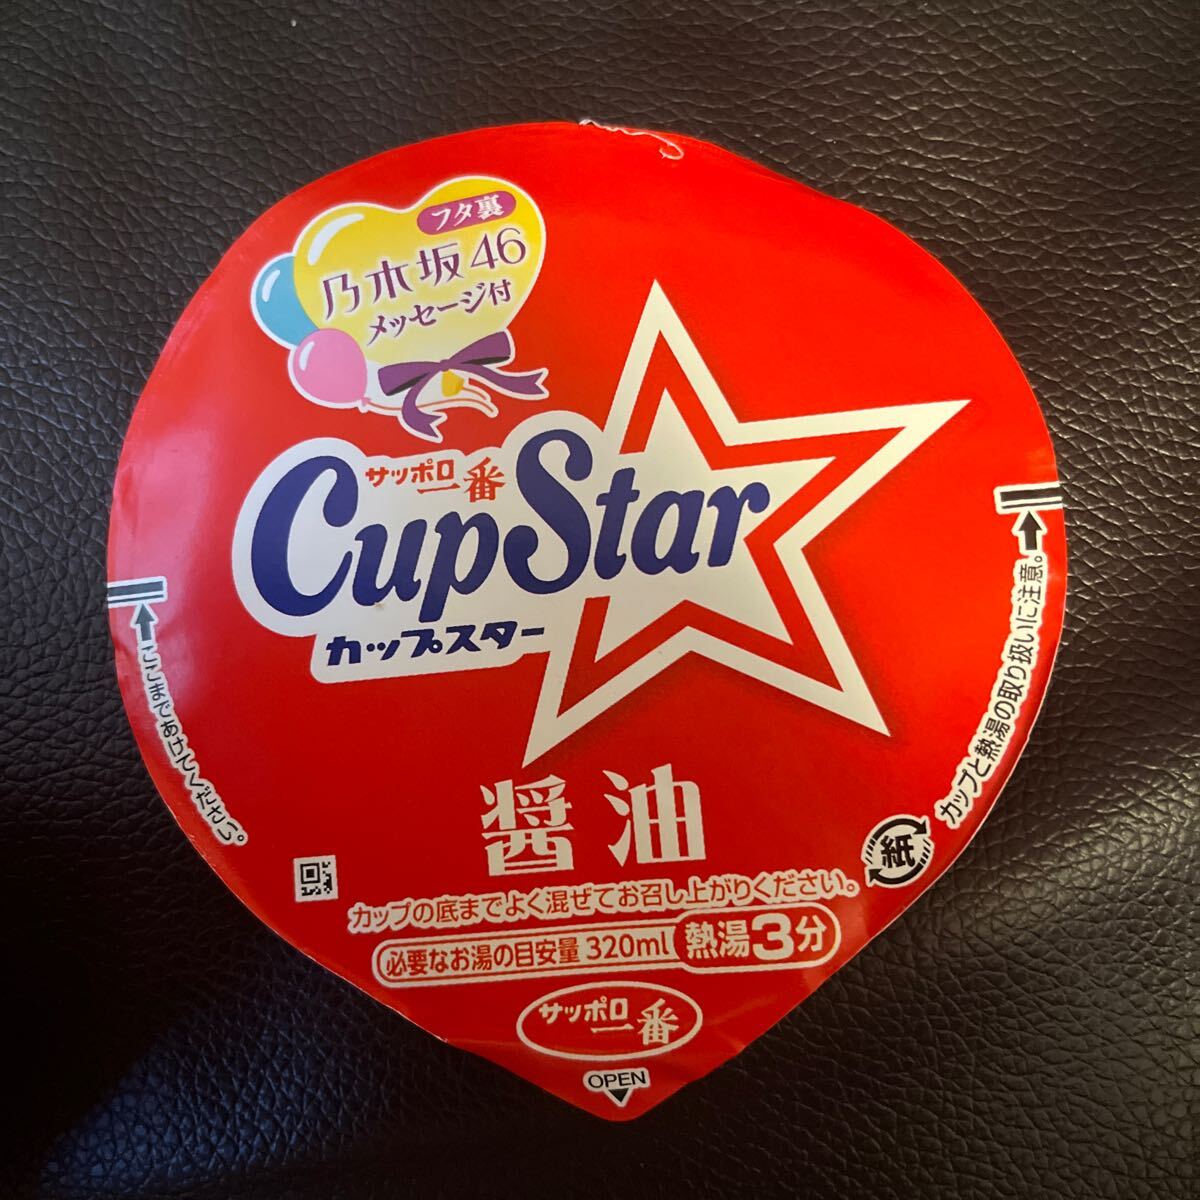 フタ裏
乃木坂46
メッセージ付
サッポロ一番
CupStar
カップスター
ここまであけてください。
カップと熱湯の取り扱いに注意。
醤油
紙
カップの底までよく混ぜてお召し上がりください。
必要なお湯の目安量 320ml 熱湯3分
サッポロ一番
OPEN